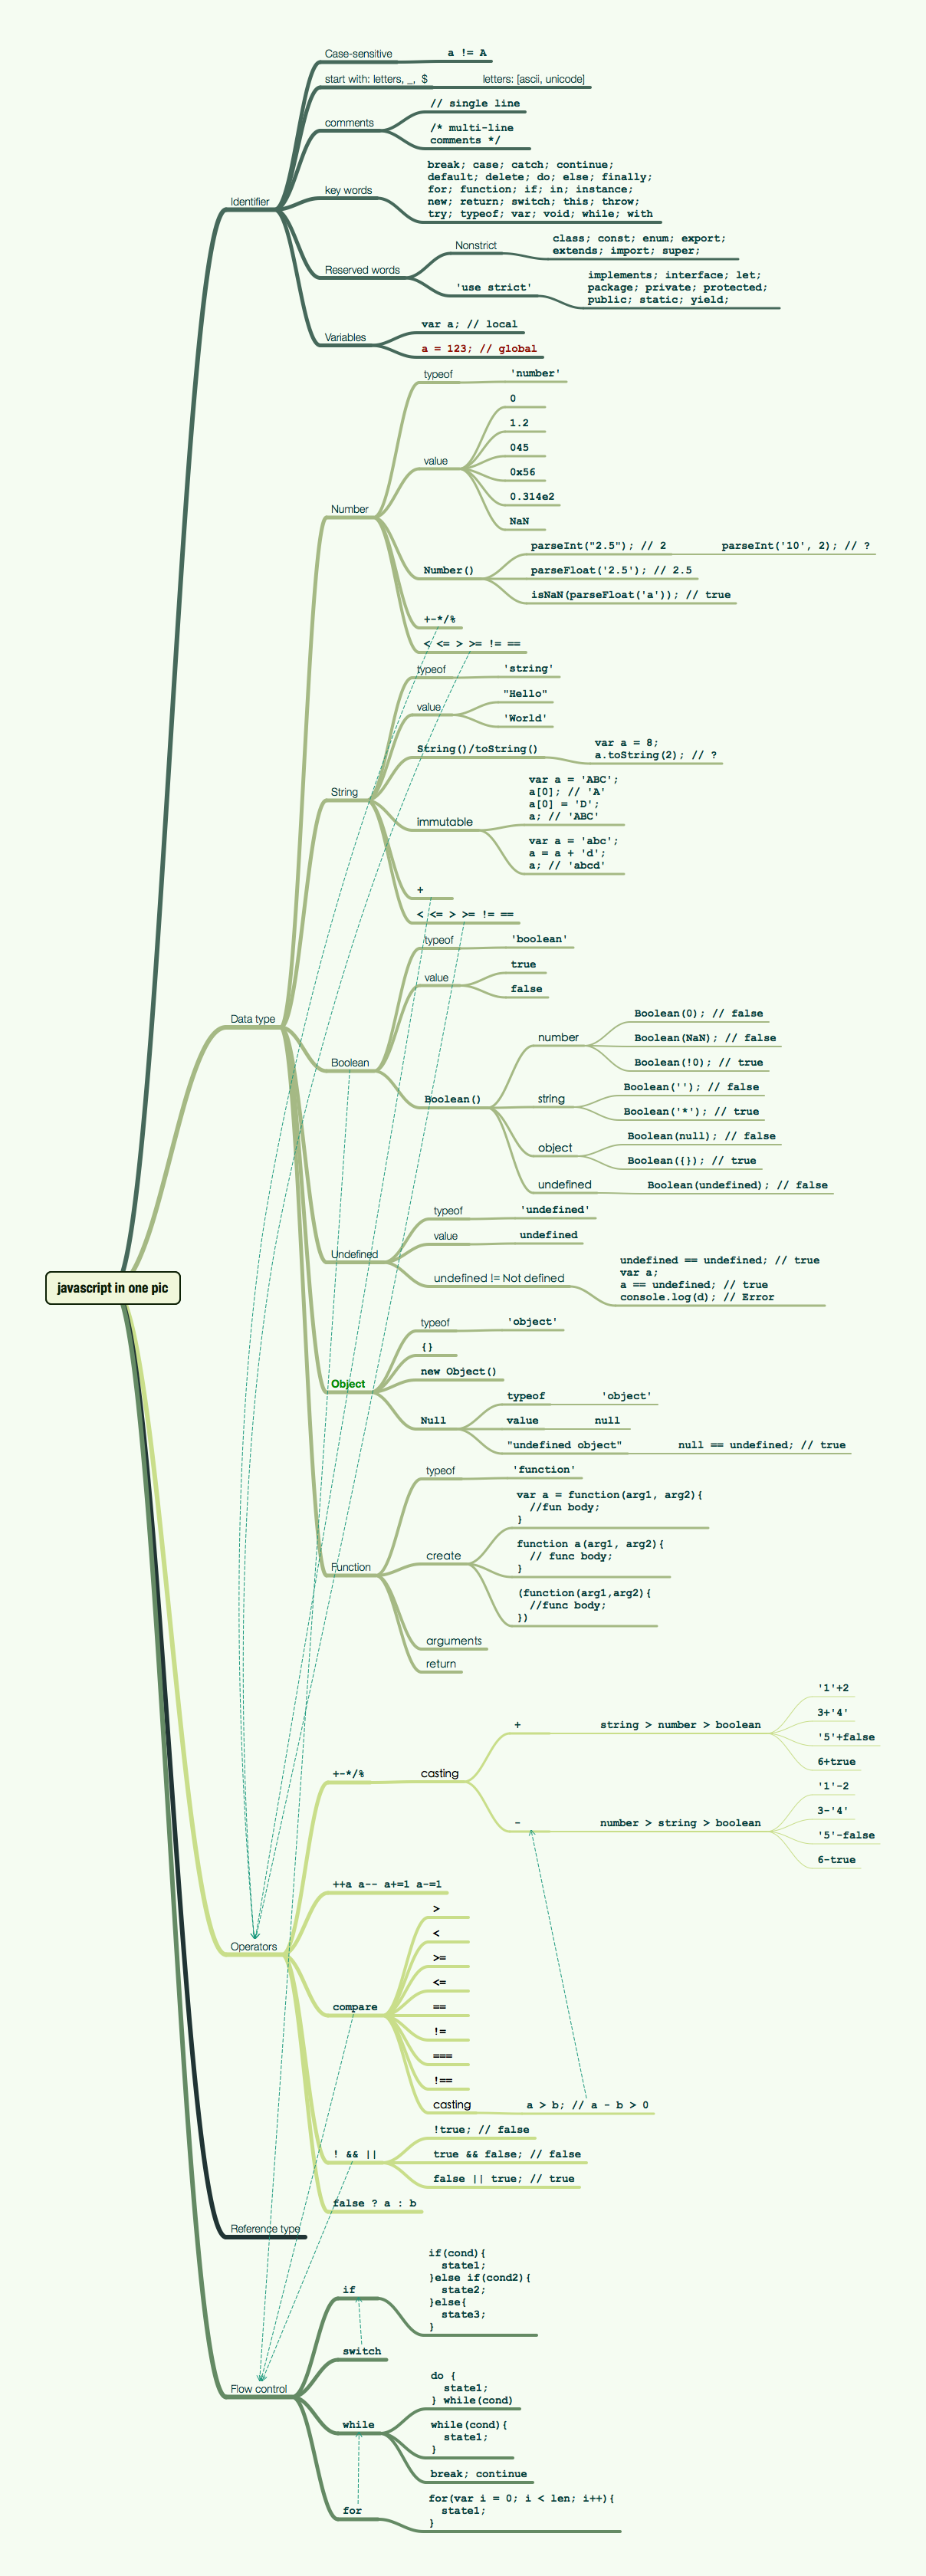 Case-sensitive
a != A
start with: letters, _, $
letters: [ascii, unicode]
comments
// single line
/* multi-line
comments */
key words
break; case; catch; continue;
default; delete; do; else; finally;
for; function; if; in; instance;
new; return; switch; this; throw;
try; typeof; var; void; while; with
Identifier
Reserved words
Nonstrict
class; const; enum; export;
extends; import; super;
'use strict'
implements; interface; let;
package; private; protected;
public; static; yield;
Variables
var a; // local
a = 123; // global
typeof
'number'
value
0
1.2
045
0x56
0.314e2
NaN
Number
Number()
parseInt("2.5"); // 2
parseInt('10', 2); // ?
parseFloat('2.5'); // 2.5
isNaN(parseFloat('a')); // true
+-*/%
< <= > >= != ==
typeof
'string'
value
"Hello"
'World'
String()/toString()
var a = 8;
a.toString(2); // ?
String
immutable
var a = 'ABC';
a[0]; // 'A'
a[0] = 'D';
a; // 'ABC'
var a = 'abc';
a = a + 'd';
a; // 'abcd'
+
< <= > >= != ==
Data type
typeof
'boolean'
value
true
false
Boolean
Boolean()
number
Boolean(0); // false
Boolean(NaN); // false
Boolean(!0); // true
string
Boolean(''); // false
Boolean('*'); // true
object
Boolean(null); // false
Boolean({}); // true
undefined
Boolean(undefined); // false
typeof
'undefined'
value
undefined
Undefined
undefined != Not defined
undefined == undefined; // true
var a;
a == undefined; // true
console.log(d); // Error
javascript in one pic
typeof
'object'
{}
new Object()
Object
Null
typeof
'object'
value
null
"undefined object"
null == undefined; // true
typeof
'function'
create
var a = function(arg1, arg2){
//fun body;
}
function a(arg1, arg2){
// func body;
}
(function(arg1,arg2){
//func body;
})
Function
arguments
return
+-*/%
casting
+
string > number > boolean
'1'+2
3+'4'
'5'+false
6+true
-
number > string > boolean
'1'-2
3-'4'
'5'-false
6-true
++a a-- a+=1 a-=1
Operators
compare
>
<
>=
<=
==
!=
===
!==
casting
a > b; // a - b > 0
! && ||
!true; // false
true && false; // false
false || true; // true
false ? a : b
Reference type
if
if(cond){
state1;
}else if(cond2){
state2;
}else{
state3;
}
switch
Flow control
while
do {
state1;
} while(cond)
while(cond){
state1;
}
break; continue
for
for(var i = 0; i < len; i++){
state1;
}